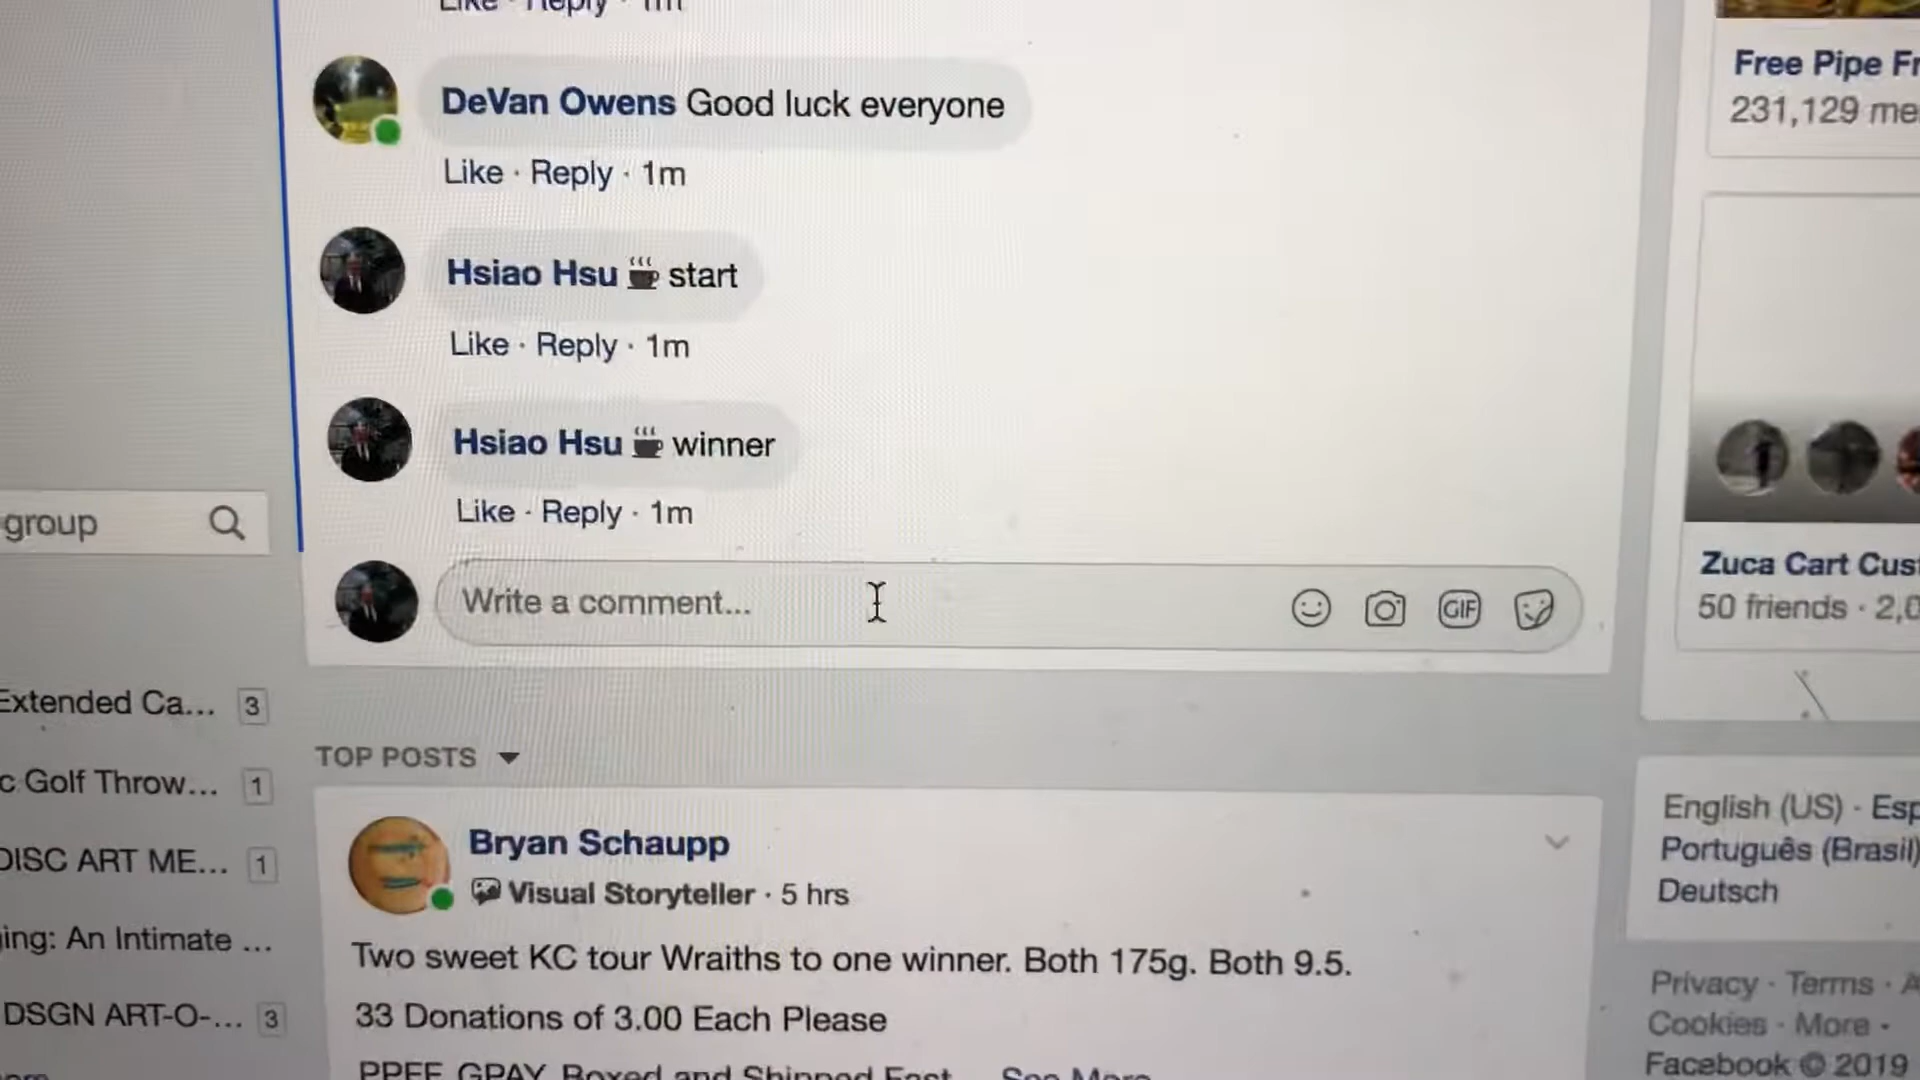 Like · Reply · 1m
DeVan Owens Good luck everyone
Like · Reply · 1m
Hsiao Hsu start
Like · Reply · 1m
Hsiao Hsu winner
Like · Reply · 1m
Write a comment...
GIF
group
Extended Ca... 3
c Golf Throw... 1
DISC ART ME... 1
ing: An Intimate ...
DSGN ART-O-... 3
TOP POSTS
Bryan Schaupp
Visual Storyteller · 5 hrs
Two sweet KC tour Wraiths to one winner. Both 175g. Both 9.5.
33 Donations of 3.00 Each Please
PPFF, GPAY. Boxed and Shipped Fast. ... See More
Free Pipe Fr
231,129 me
Zuca Cart Cus
50 friends · 2,0
English (US) · Esp
Português (Brasil)
Deutsch
Privacy · Terms · A
Cookies · More
Facebook © 2019